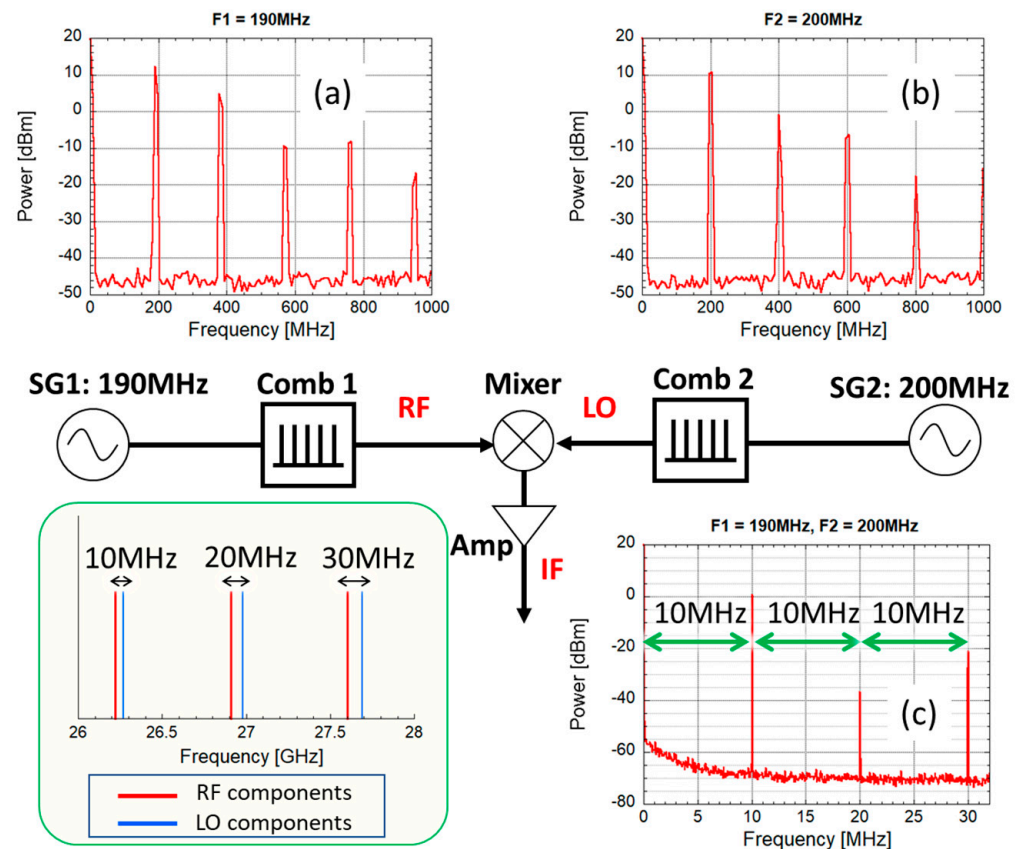 F1 = 190MHz
20
10
0
-10
-20
-30
-40
-50
Power [dBm]
(a)
0 200 400 600 800 1000
Frequency [MHz]
F2 = 200MHz
20
10
0
-10
-20
-30
-40
-50
Power [dBm]
(b)
0 200 400 600 800 1000
Frequency [MHz]
SG1: 190MHz
Comb 1
RF
Mixer
LO
Comb 2
SG2: 200MHz
Amp
IF
10MHz 20MHz 30MHz
26 26.5 27 27.5 28
Frequency [GHz]
RF components
LO components
F1 = 190MHz, F2 = 200MHz
20
0
-20
-40
-60
-80
Power [dBm]
10MHz 10MHz 10MHz
(c)
0 5 10 15 20 25 30
Frequency [MHz]